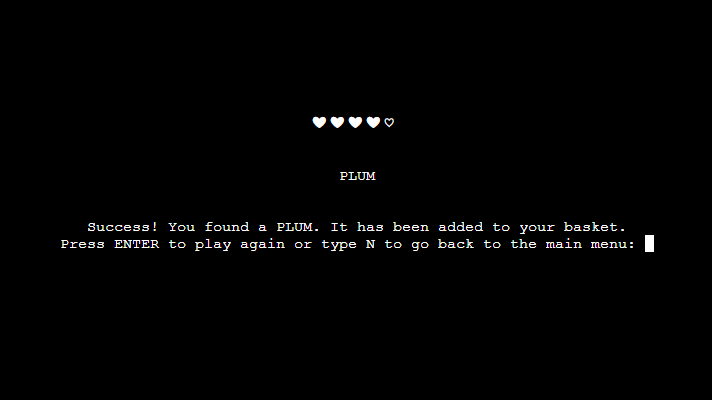 ♥♥♥♥♡
PLUM
Success! You found a PLUM. It has been added to your basket.
Press ENTER to play again or type N to go back to the main menu: